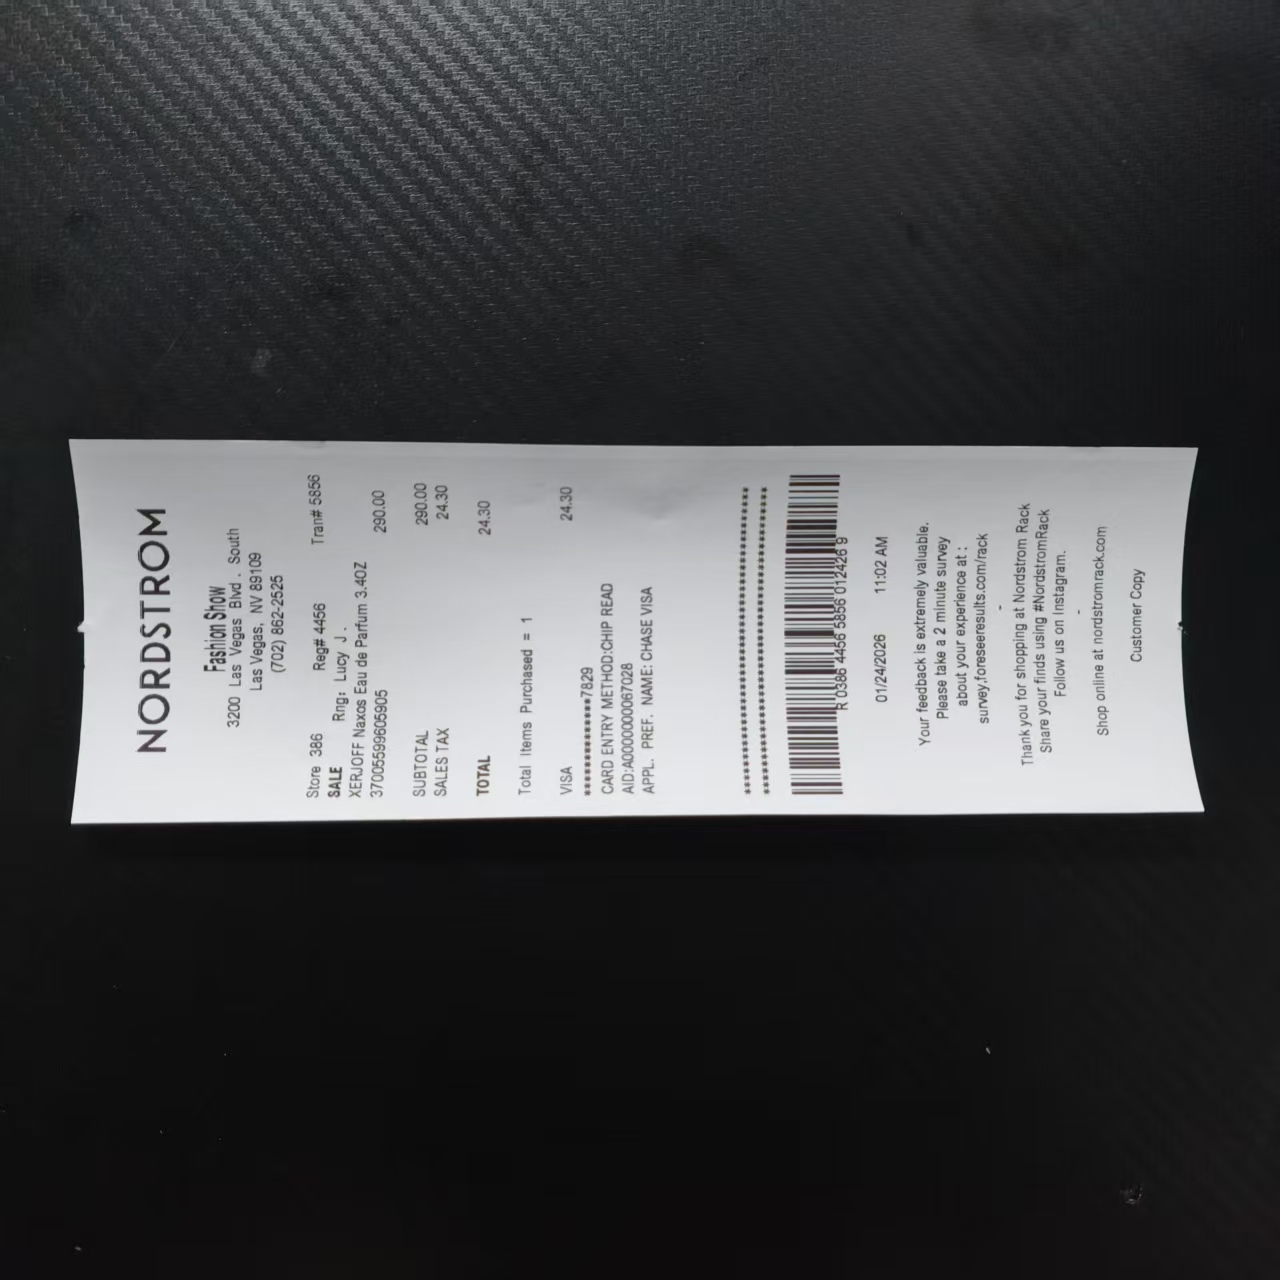 NORDSTROM
Fashion Show
3200 Las Vegas Blvd. South
Las Vegas, NV 89109
(702) 862-2525
Store 386 Reg# 4456 Tran# 5856
SALE Rng: Lucy J.
XERJOFF Naxos Eau de Parfum 3.4OZ
3700559605905 290.00
SUBTOTAL 290.00
SALES TAX 24.30
TOTAL 24.30
Total Items Purchased = 1
VISA 24.30
************7829
CARD ENTRY METHOD:CHIP READ
AID:A0000000067028
APPL. PREF. NAME: CHASE VISA
R 0386 4456 5856 012426 9
01/24/2026 11:02 AM
Your feedback is extremely valuable.
Please take a 2 minute survey
about your experience at :
survey.foreseeresults.com/rack
-
Thank you for shopping at Nordstrom Rack
Share your finds using #NordstromRack
Follow us on Instagram.
-
Shop online at nordstromrack.com
Customer Copy